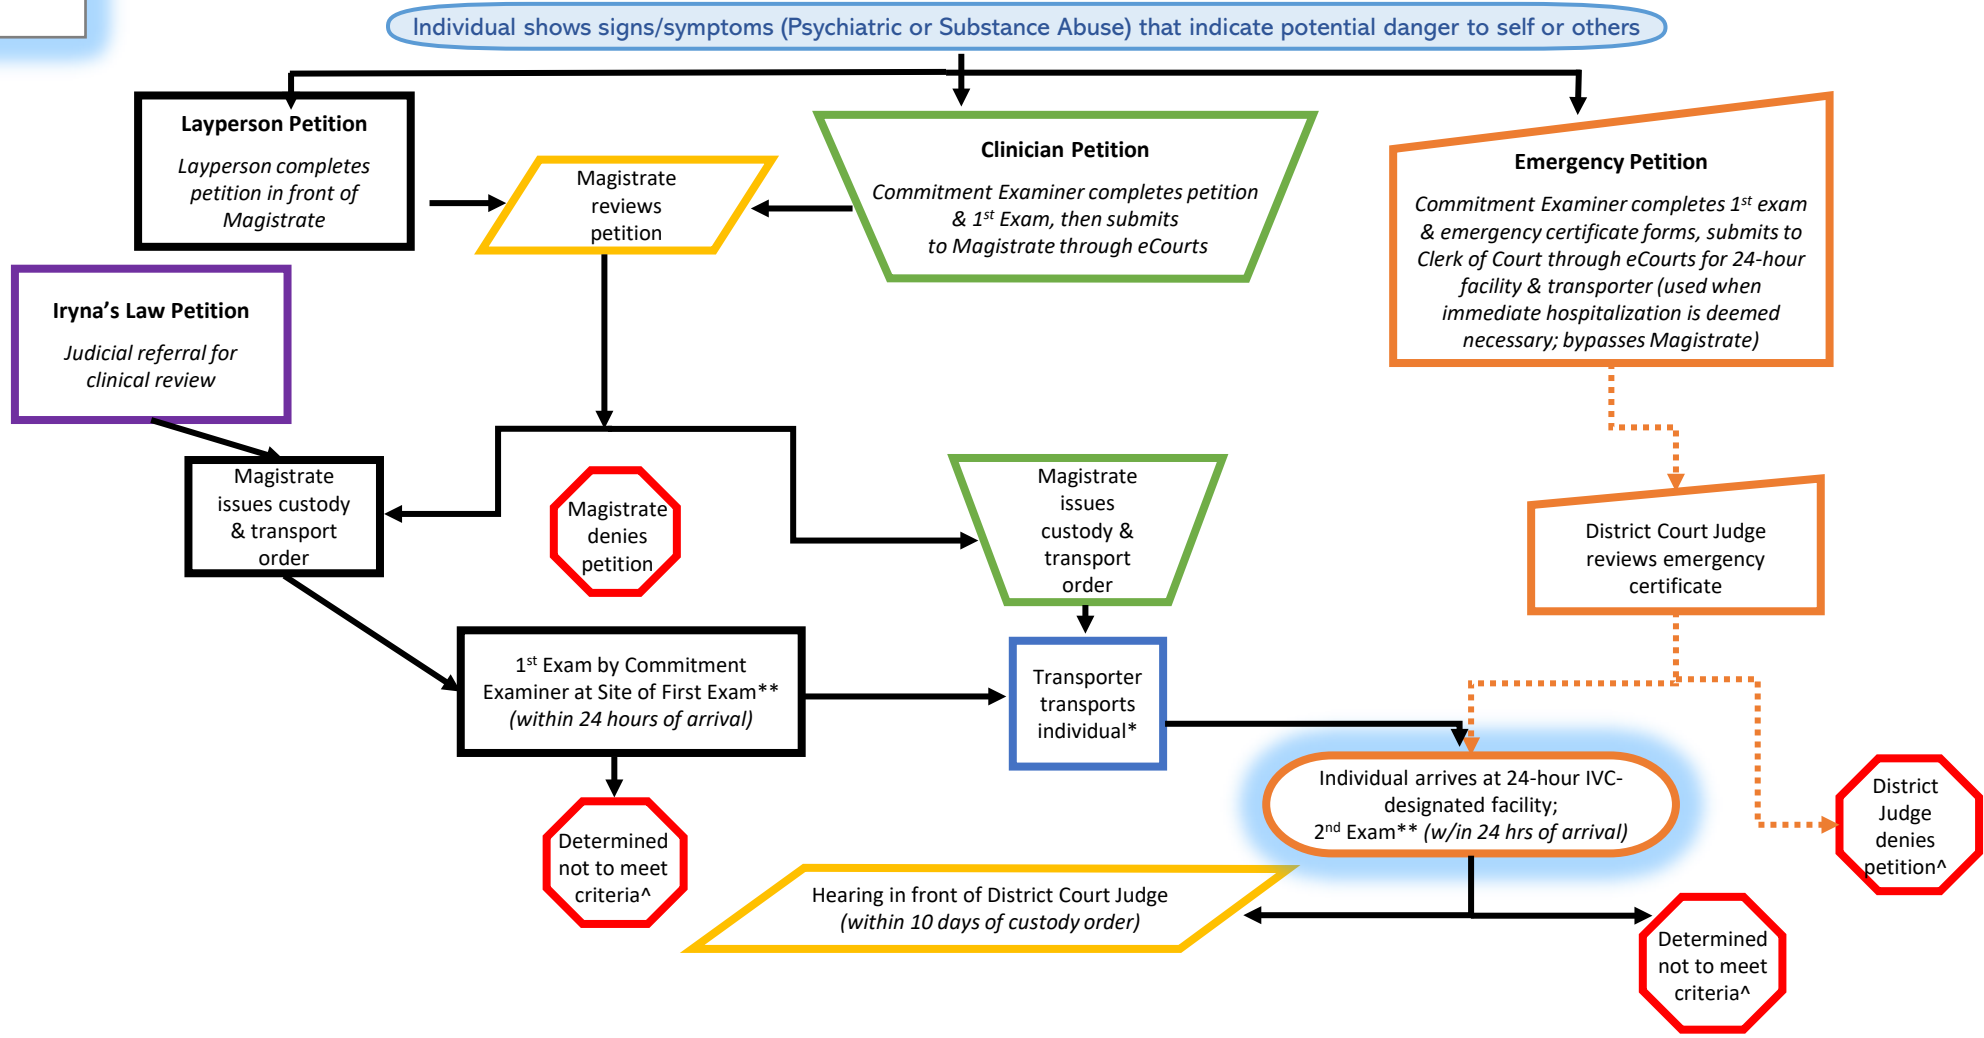 Individual shows signs/symptoms (Psychiatric or Substance Abuse) that indicate potential danger to self or others
Layperson Petition
Layperson completes
petition in front of
Magistrate
Magistrate
reviews
petition
Clinician Petition
Commitment Examiner completes petition
& 1st Exam, then submits
to Magistrate through eCourts
Emergency Petition
Commitment Examiner completes 1st exam
& emergency certificate forms, submits to
Clerk of Court through eCourts for 24-hour
facility & transporter (used when
immediate hospitalization is deemed
necessary; bypasses Magistrate)
Iryna's Law Petition
Judicial referral for
clinical review
Magistrate
issues custody
& transport
order
Magistrate
denies
petition
Magistrate
issues
custody &
transport
order
District Court Judge
reviews emergency
certificate
1st Exam by Commitment
Examiner at Site of First Exam**
(within 24 hours of arrival)
Transporter
transports
individual*
Individual arrives at 24-hour IVC-
designated facility;
2nd Exam** (w/in 24 hrs of arrival)
District
Judge
denies
petition^
Determined
not to meet
criteria^
Hearing in front of District Court Judge
(within 10 days of custody order)
Determined
not to meet
criteria^